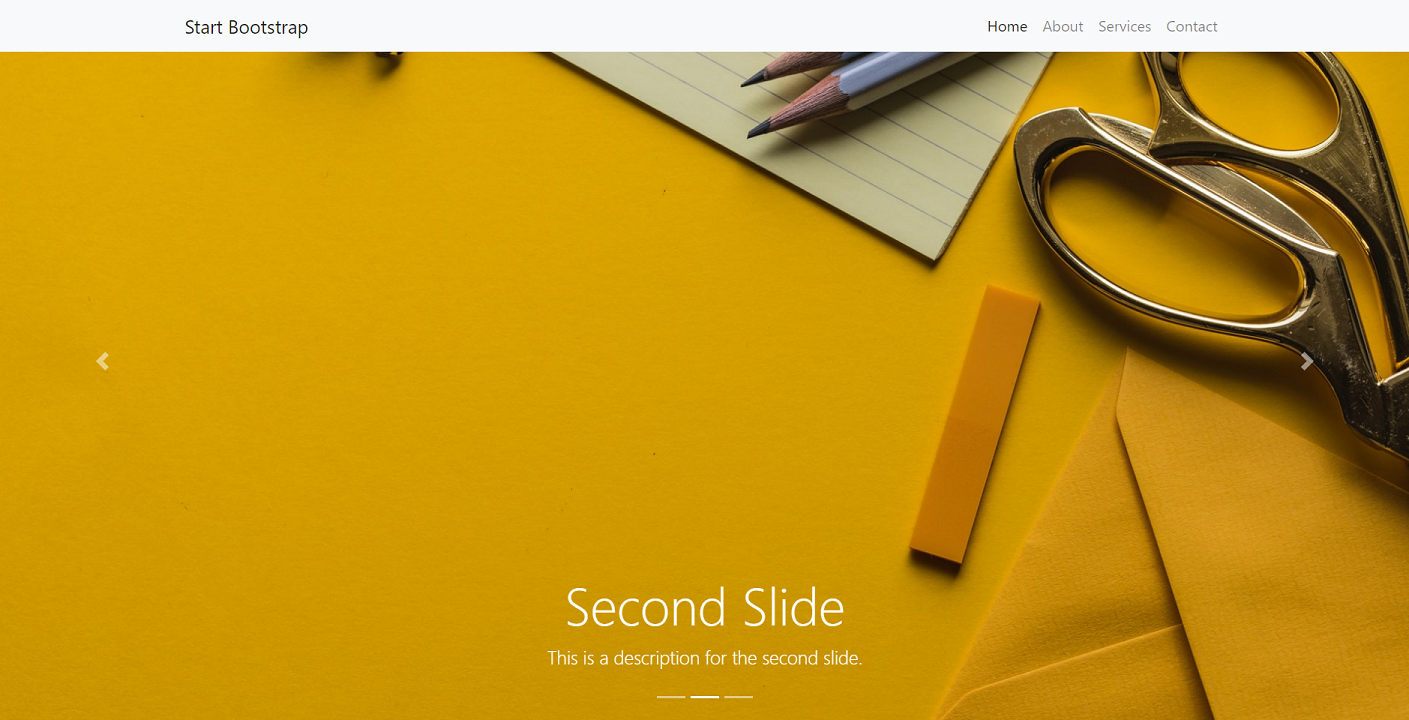 Start Bootstrap
Home About Services Contact
Second Slide
This is a description for the second slide.